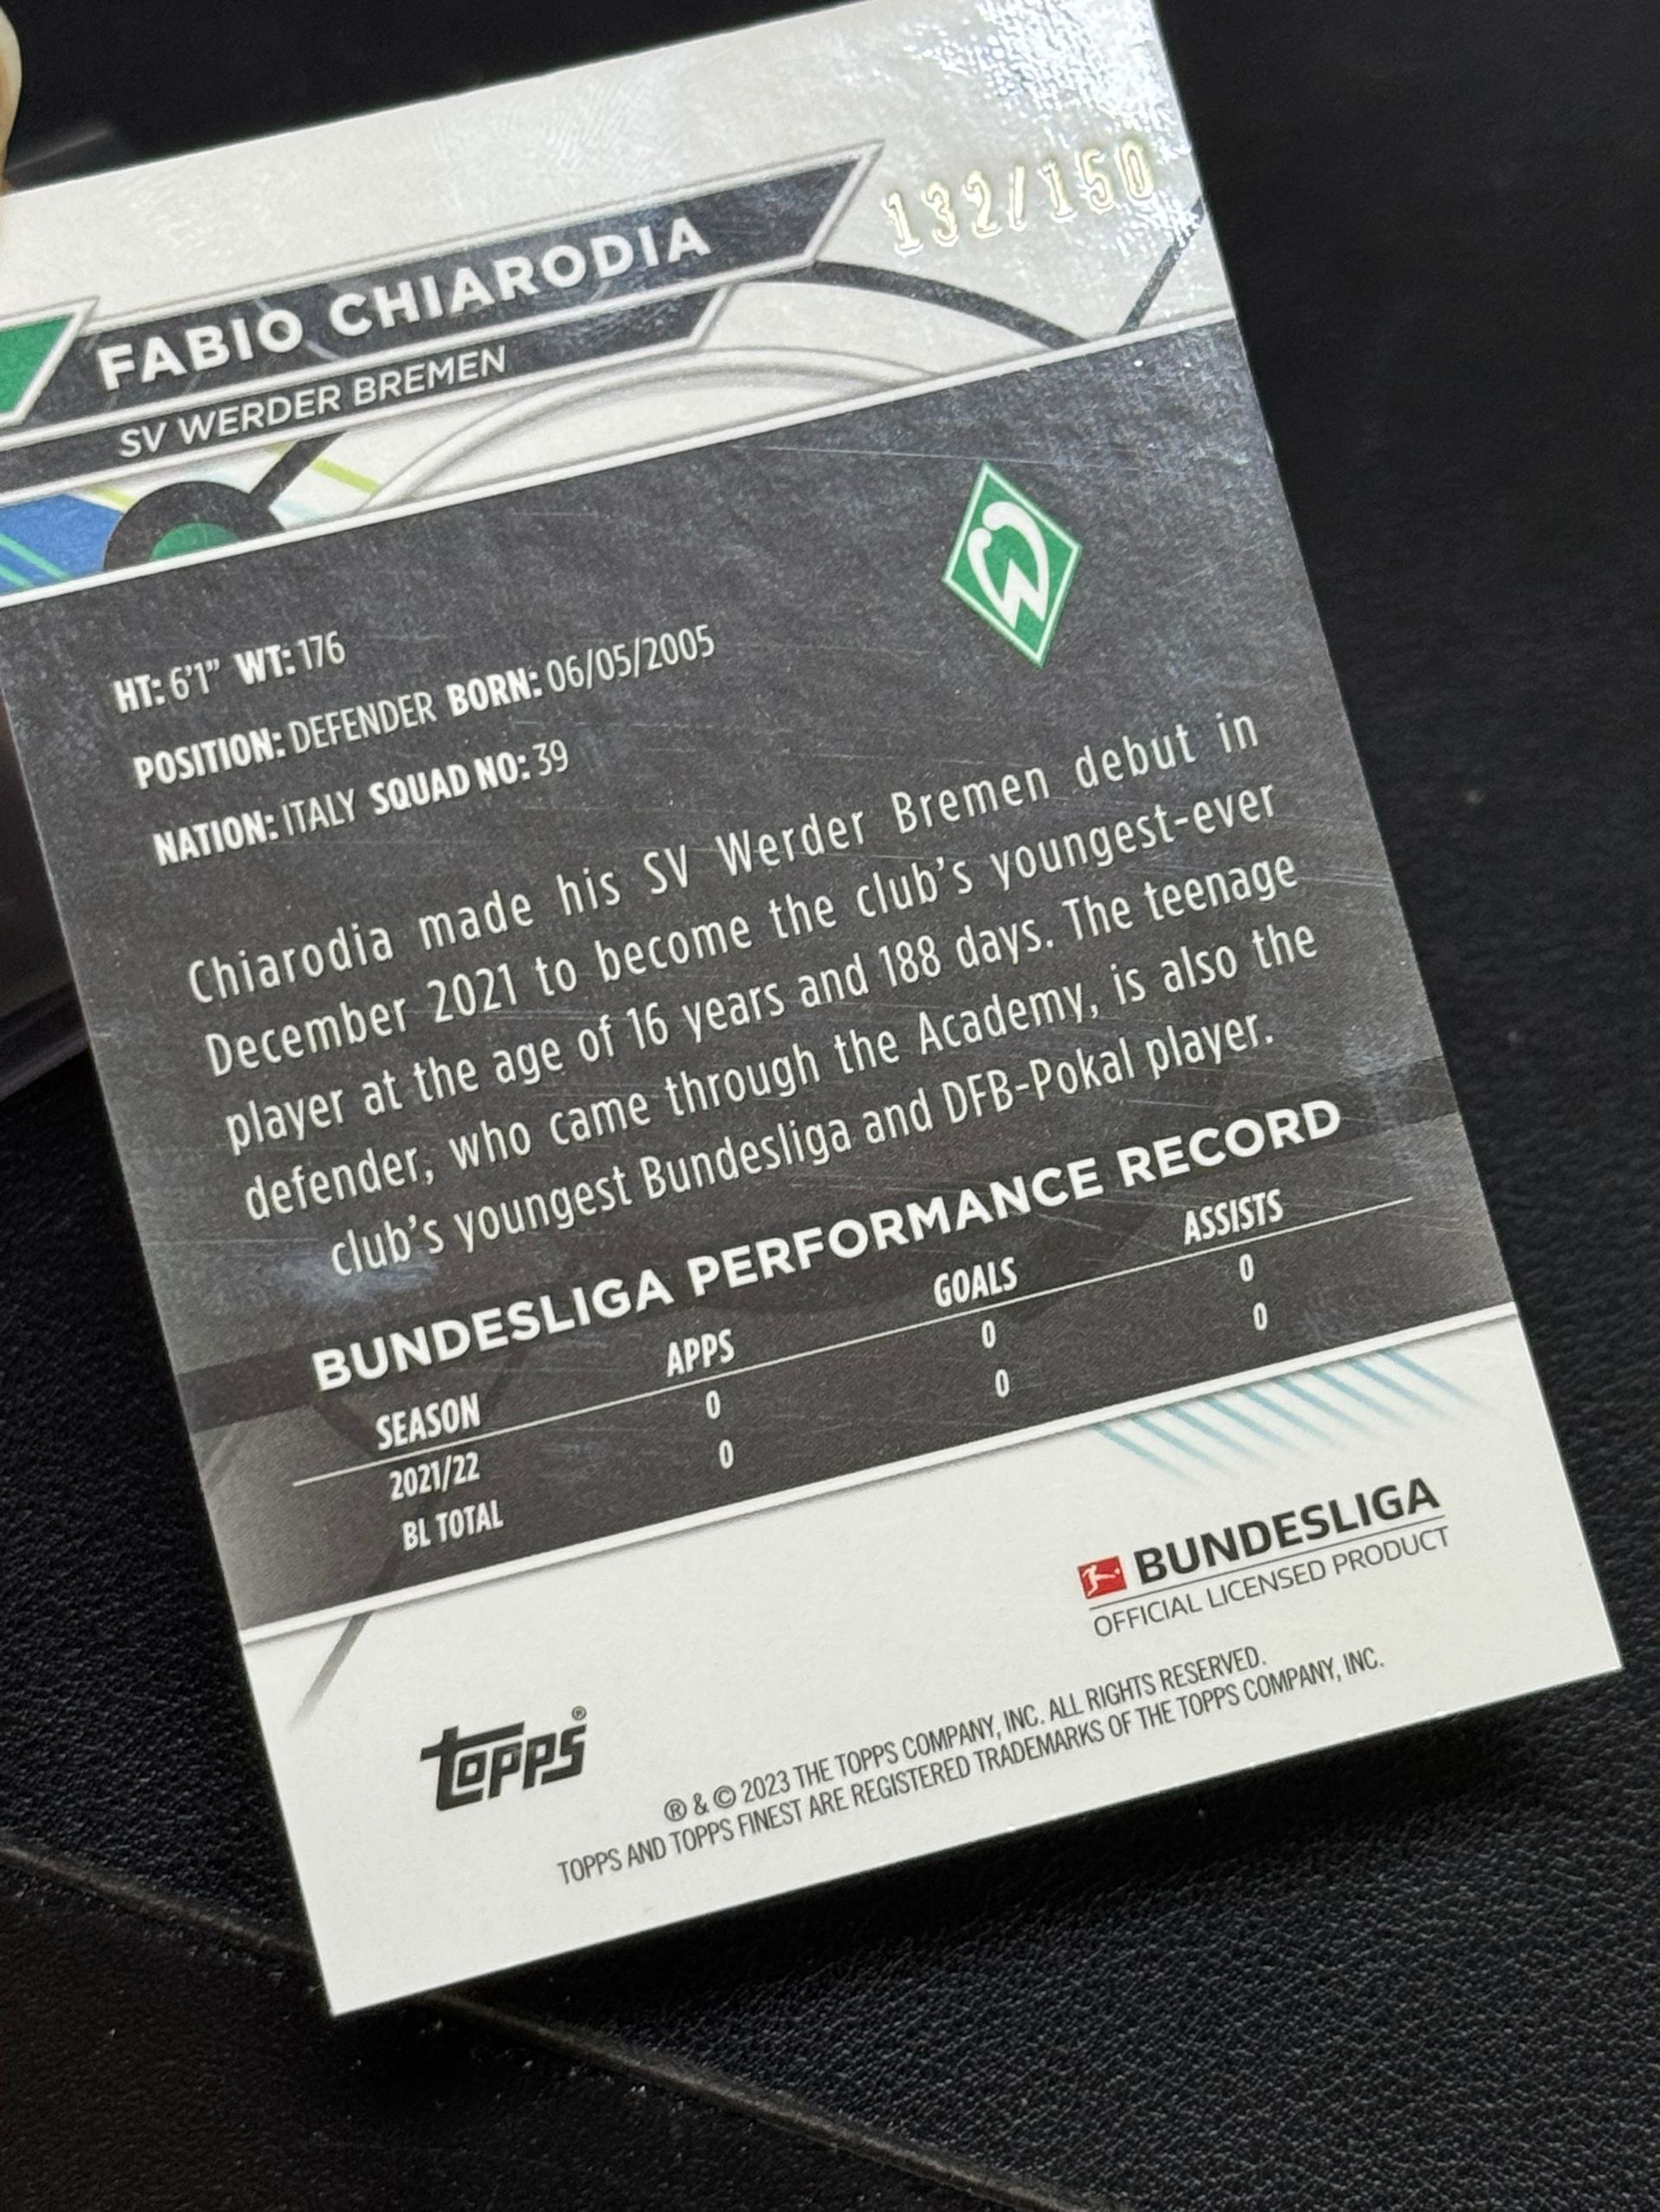 132/150
FABIO CHIARODIA
SV WERDER BREMEN
W
HT: 6'1" WT: 176
POSITION: DEFENDER BORN: 06/05/2005
NATION: ITALY SQUAD NO: 39
Chiarodia made his SV Werder Bremen debut in
December 2021 to become the club's youngest-ever
player at the age of 16 years and 188 days. The teenage
defender, who came through the Academy, is also the
club's youngest Bundesliga and DFB-Pokal player.
BUNDESLIGA PERFORMANCE RECORD
SEASON APPS GOALS ASSISTS
2021/22 0 0 0
BL TOTAL 0 0 0
BUNDESLIGA
OFFICIAL LICENSED PRODUCT
topps®
® & © 2023 THE TOPPS COMPANY, INC. ALL RIGHTS RESERVED.
TOPPS AND TOPPS FINEST ARE REGISTERED TRADEMARKS OF THE TOPPS COMPANY, INC.